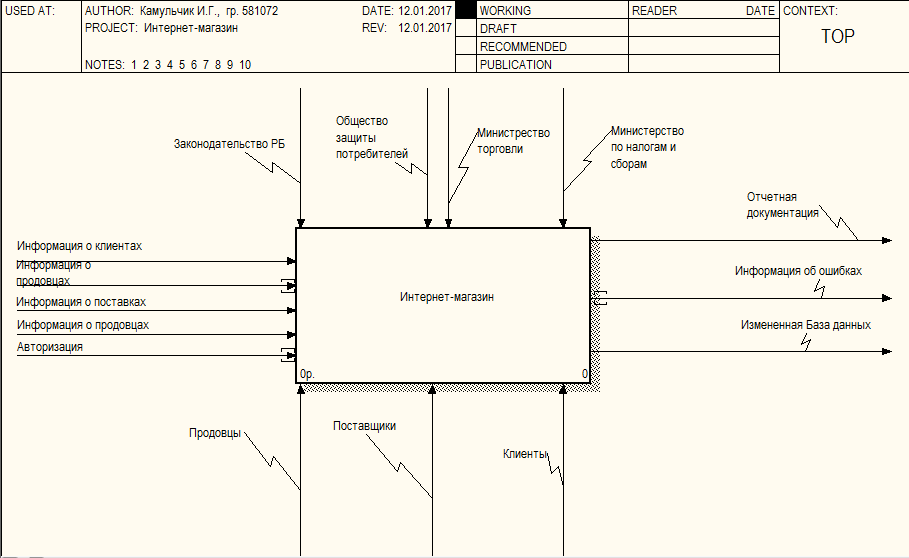 USED AT:
AUTHOR: Камульчик И.Г., гр. 581072
DATE: 12.01.2017
PROJECT: Интернет-магазин
REV: 12.01.2017
NOTES: 1 2 3 4 5 6 7 8 9 10
WORKING
DRAFT
RECOMMENDED
PUBLICATION
READER DATE
CONTEXT:
TOP
Законодательство РБ
Общество
защиты
потребителей
Министрество
торговли
Министерство
по налогам и
сборам
Информация о клиентах
Информация о
продовцах
Информация о поставках
Информация о продовцах
Авторизация
Интернет-магазин
0р.
0
Отчетная
документация
Информация об ошибках
Измененная База данных
Продовцы
Поставщики
Клиенты